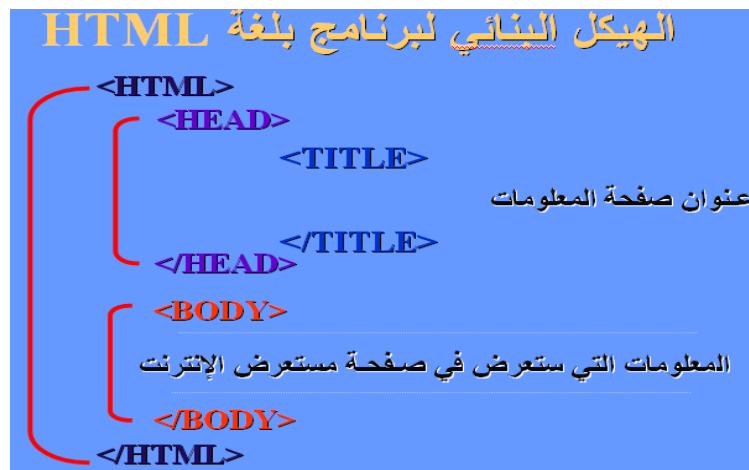 الهيكل البنائي لبرنامج بلغة HTML
<HTML>
<HEAD>
<TITLE>
عنوان صفحة المعلومات
</TITLE>
</HEAD>
<BODY>
المعلومات التي ستعرض في صفحة مستعرض الإنترنت
</BODY>
</HTML>